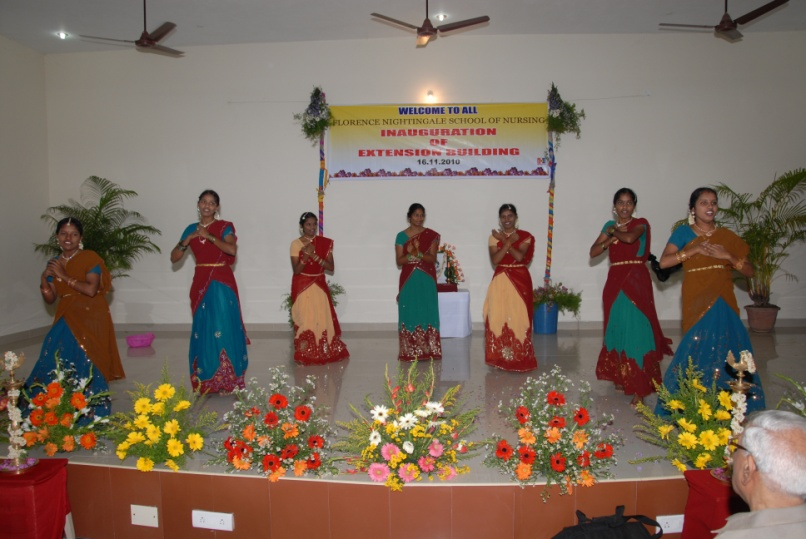 WELCOME TO ALL
FLORENCE NIGHTINGALE SCHOOL OF NURSING
INAUGURATION
OF
EXTENSION BUILDING
16.11.2010